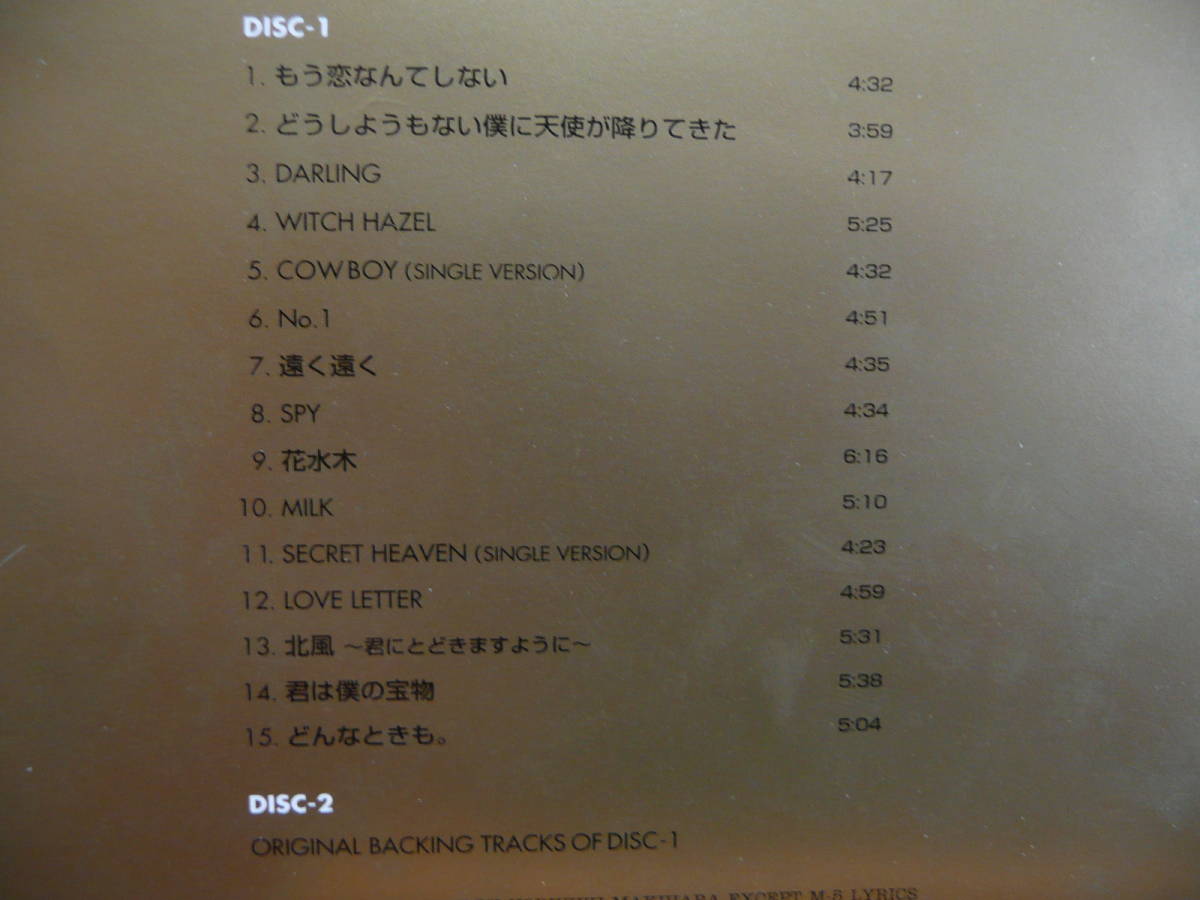 DISC-1
1. もう恋なんてしない 4:32
2. どうしようもない僕に天使が降りてきた 3:59
3. DARLING 4:17
4. WITCH HAZEL 5:25
5. COWBOY (SINGLE VERSION) 4:32
6. No.1 4:51
7. 遠く遠く 4:35
8. SPY 4:34
9. 花水木 6:16
10. MILK 5:10
11. SECRET HEAVEN (SINGLE VERSION) 4:23
12. LOVE LETTER 4:59
13. 北風 〜君にとどきますように〜 5:31
14. 君は僕の宝物 5:38
15. どんなときも。 5:04
DISC-2
ORIGINAL BACKING TRACKS OF DISC-1
MAKIHARA EXCEPT M-5 LYRICS